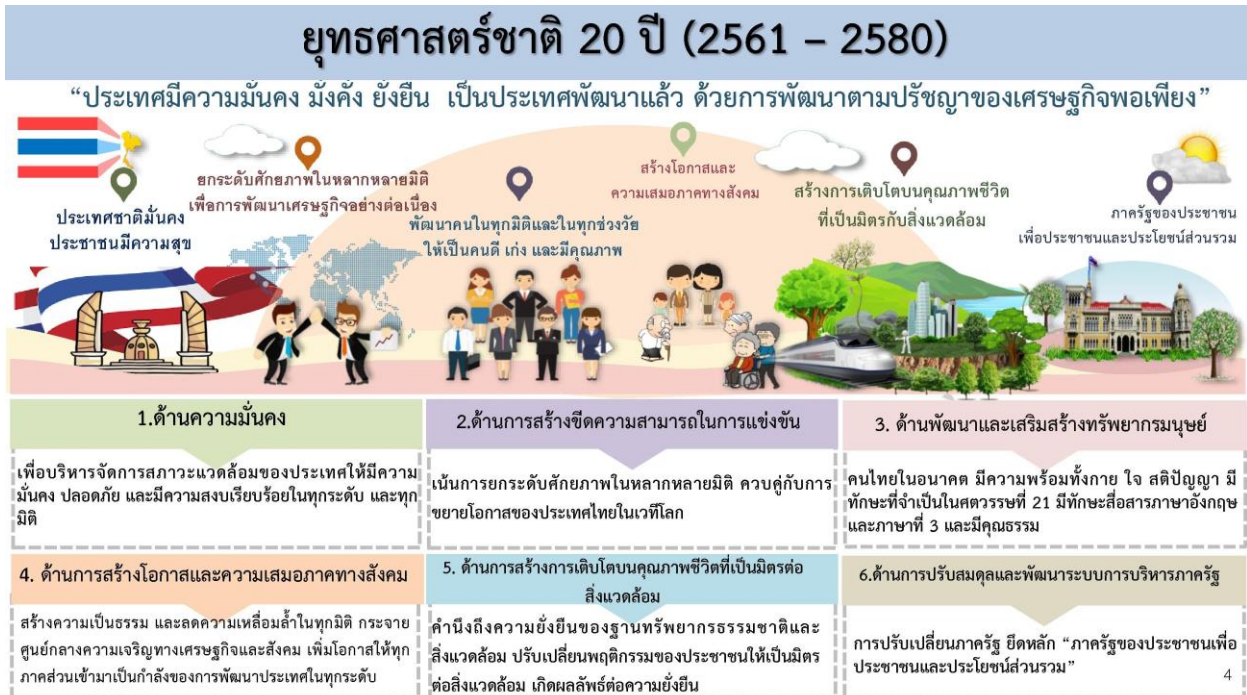 ยุทธศาสตร์ชาติ 20 ปี (2561 – 2580)
“ประเทศมีความมั่นคง มั่งคั่ง ยั่งยืน เป็นประเทศพัฒนาแล้ว ด้วยการพัฒนาตามปรัชญาของเศรษฐกิจพอเพียง”
ประเทศชาติมั่นคง
ประชาชนมีความสุข
ยกระดับศักยภาพในหลากหลายมิติ
เพื่อการพัฒนาเศรษฐกิจอย่างต่อเนื่อง
พัฒนาคนในทุกมิติและในทุกช่วงวัย
ให้เป็นคนดี เก่ง และมีคุณภาพ
สร้างโอกาสและ
ความเสมอภาคทางสังคม
สร้างการเติบโตบนคุณภาพชีวิต
ที่เป็นมิตรกับสิ่งแวดล้อม
ภาครัฐของประชาชน
เพื่อประชาชนและประโยชน์ส่วนรวม
1.ด้านความมั่นคง
เพื่อบริหารจัดการสภาวะแวดล้อมของประเทศให้มีความ
มั่นคง ปลอดภัย และมีความสงบเรียบร้อยในทุกระดับ และทุก
มิติ
2.ด้านการสร้างขีดความสามารถในการแข่งขัน
เน้นการยกระดับศักยภาพในหลากหลายมิติ ควบคู่กับการ
ขยายโอกาสของประเทศไทยในเวทีโลก
3. ด้านพัฒนาและเสริมสร้างทรัพยากรมนุษย์
คนไทยในอนาคต มีความพร้อมทั้งกาย ใจ สติปัญญา มี
ทักษะที่จำเป็นในศตวรรษที่ 21 มีทักษะสื่อสารภาษาอังกฤษ
และภาษาที่ 3 และมีคุณธรรม
4. ด้านการสร้างโอกาสและความเสมอภาคทางสังคม
สร้างความเป็นธรรม และลดความเหลื่อมล้ำในทุกมิติ กระจาย
ศูนย์กลางความเจริญทางเศรษฐกิจและสังคม เพิ่มโอกาสให้ทุก
ภาคส่วนเข้ามาเป็นกำลังของการพัฒนาประเทศในทุกระดับ
5. ด้านการสร้างการเติบโตบนคุณภาพชีวิตที่เป็นมิตรต่อ
สิ่งแวดล้อม
คำนึงถึงความยั่งยืนของฐานทรัพยากรธรรมชาติและ
สิ่งแวดล้อม ปรับเปลี่ยนพฤติกรรมของประชาชนให้เป็นมิตร
ต่อสิ่งแวดล้อม เกิดผลลัพธ์ต่อความยั่งยืน
6.ด้านการปรับสมดุลและพัฒนาระบบการบริหารภาครัฐ
การปรับเปลี่ยนภาครัฐ ยึดหลัก “ภาครัฐของประชาชนเพื่อ
ประชาชนและประโยชน์ส่วนรวม”
4